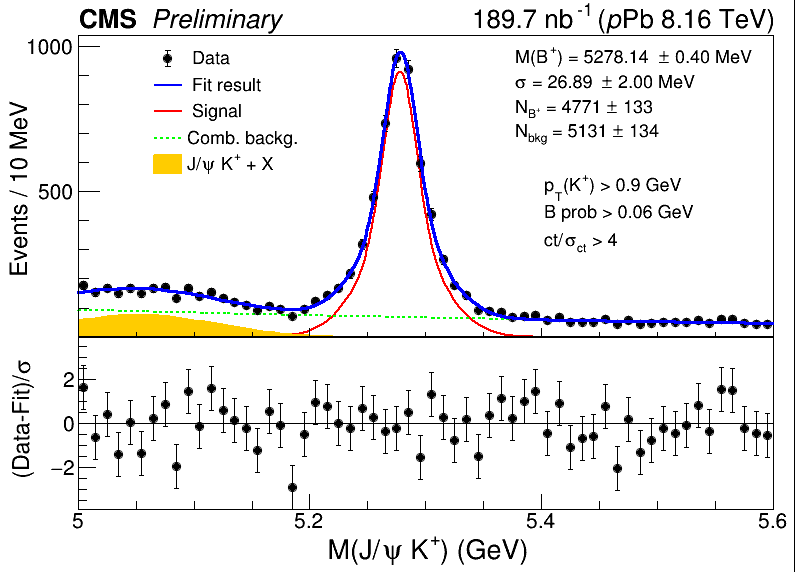 CMS Preliminary 189.7 nb⁻¹ (pPb 8.16 TeV)
1000
500
Events / 10 MeV
Data
Fit result
Signal
Comb. backg.
J/ψ K⁺ + X
M(B⁺) = 5278.14 ± 0.40 MeV
σ = 26.89 ± 2.00 MeV
N_B⁺ = 4771 ± 133
N_bkg = 5131 ± 134
p_T(K⁺) > 0.9 GeV
B prob > 0.06 GeV
ct/σ_ct > 4
2
0
−2
(Data-Fit)/σ
5 5.2 5.4 5.6
M(J/ψ K⁺) (GeV)